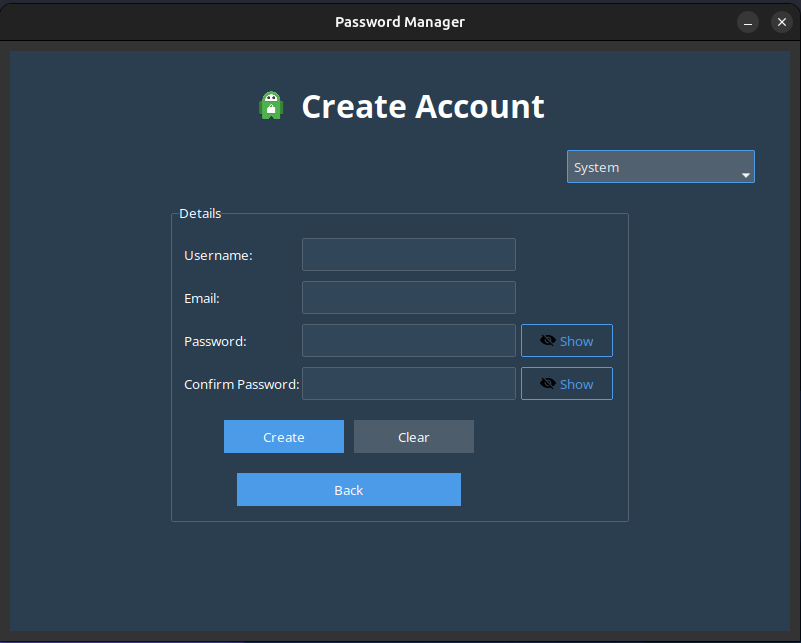 Password Manager
Create Account
System
Details
Username:
Email:
Password:
Show
Confirm Password:
Show
Create
Clear
Back